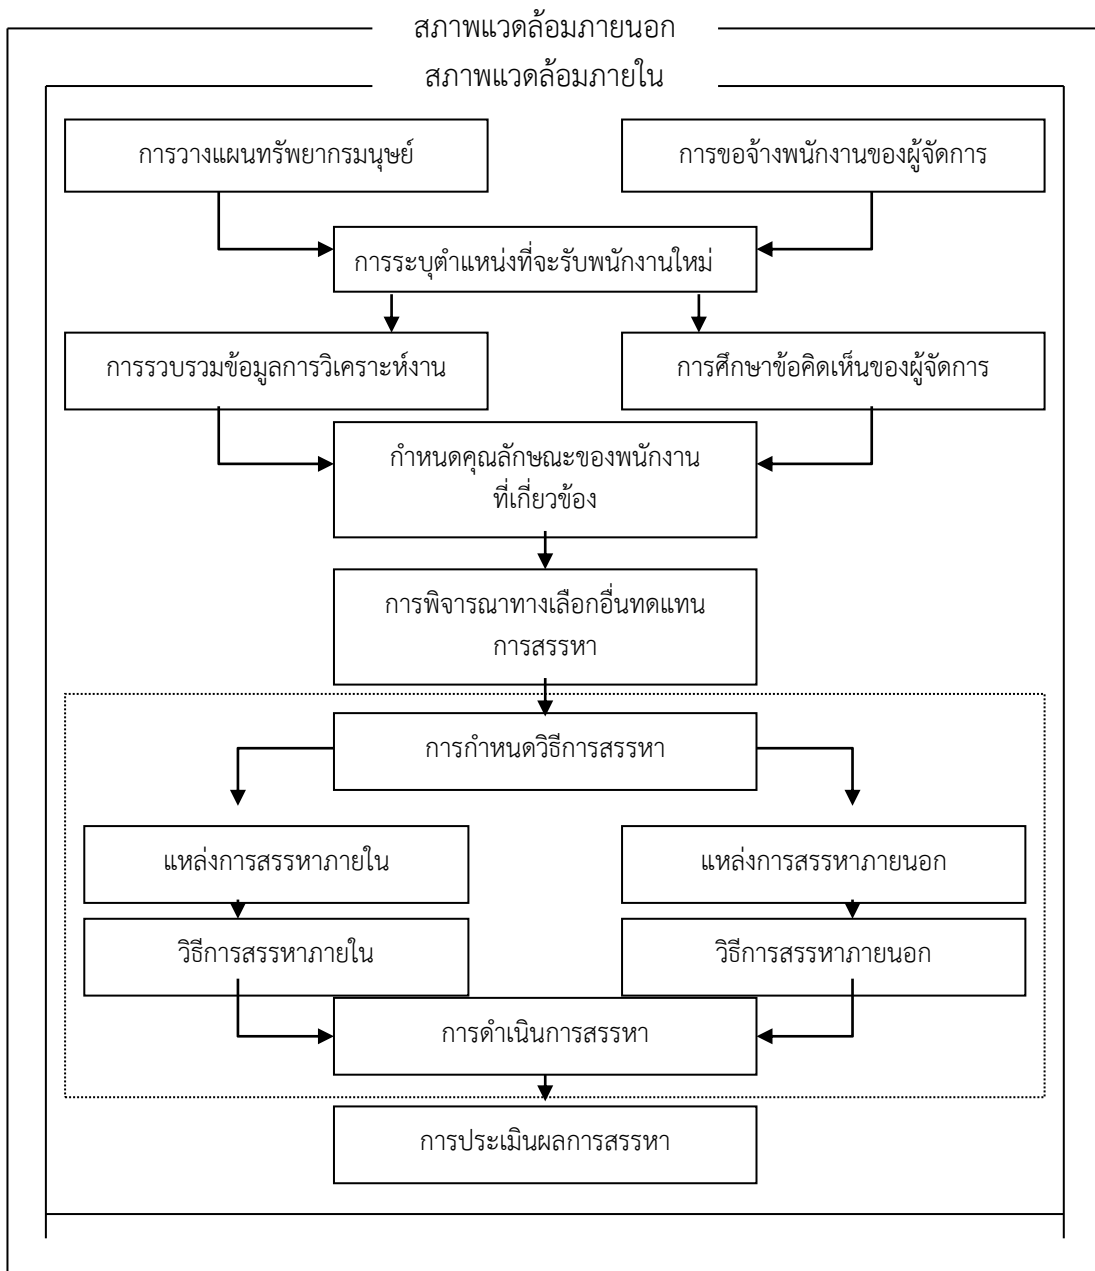 สภาพแวดล้อมภายนอก
สภาพแวดล้อมภายใน
การวางแผนทรัพยากรมนุษย์
การขอจ้างพนักงานของผู้จัดการ
การระบุตำแหน่งที่จะรับพนักงานใหม่
การรวบรวมข้อมูลการวิเคราะห์งาน
การศึกษาข้อคิดเห็นของผู้จัดการ
กำหนดคุณลักษณะของพนักงาน
ที่เกี่ยวข้อง
การพิจารณาทางเลือกอื่นทดแทน
การสรรหา
การกำหนดวิธีการสรรหา
แหล่งการสรรหาภายใน
แหล่งการสรรหาภายนอก
วิธีการสรรหาภายใน
วิธีการสรรหาภายนอก
การดำเนินการสรรหา
การประเมินผลการสรรหา